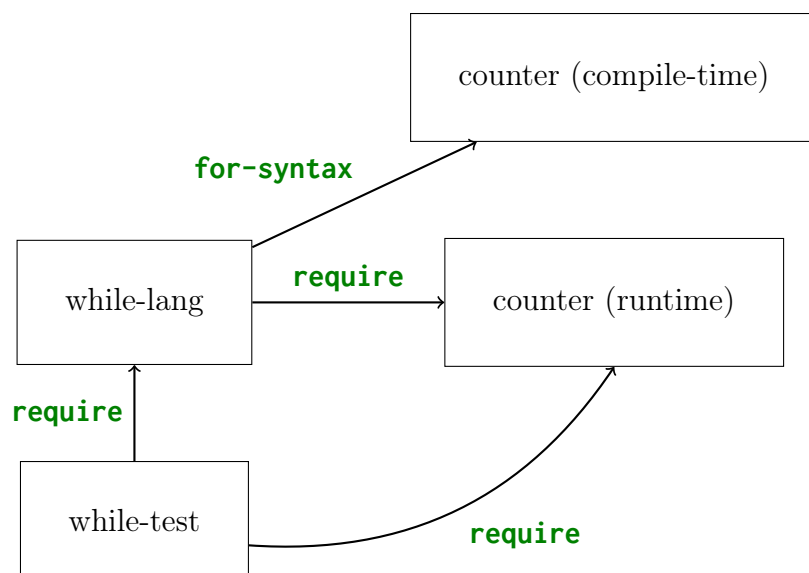 counter (compile-time)
for-syntax
while-lang
require
counter (runtime)
require
while-test
require